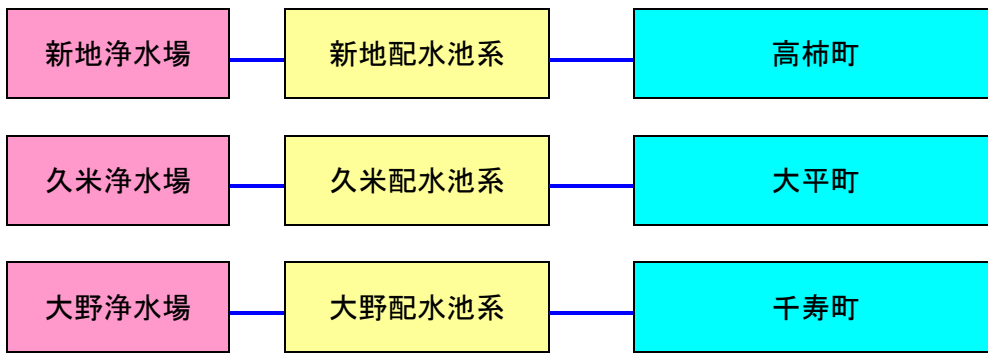 新地浄水場 新地配水池系 高柿町
久米浄水場 久米配水池系 大平町
大野浄水場 大野配水池系 千寿町